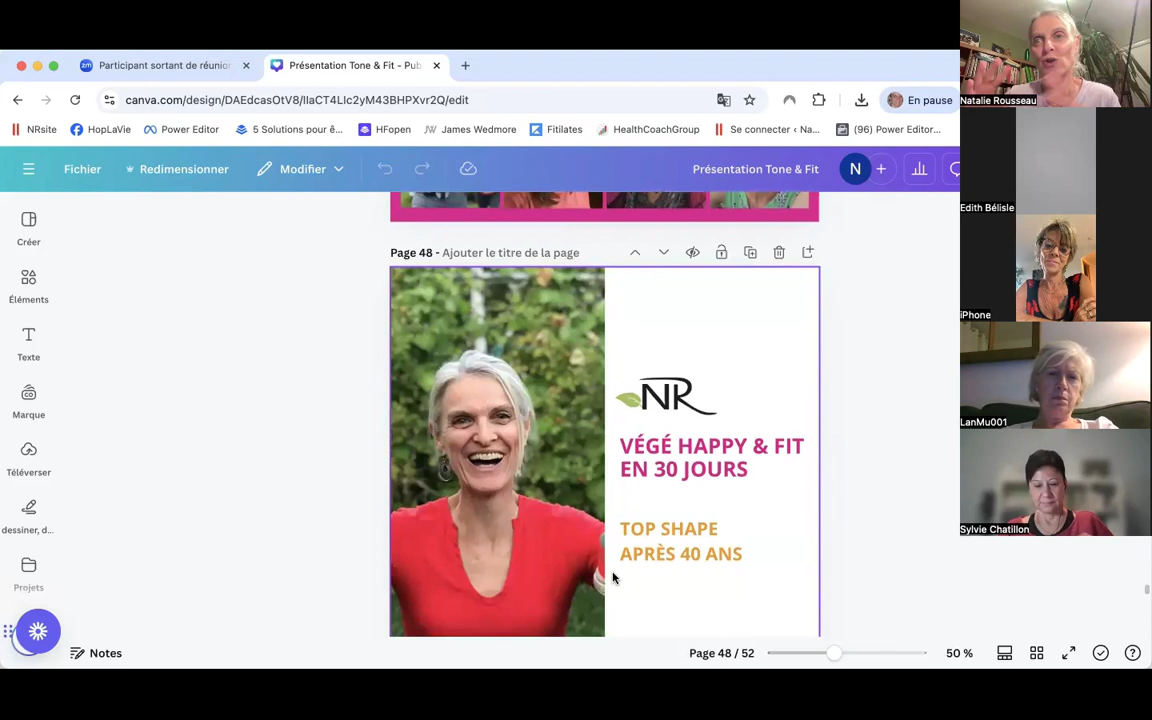 Participant sortant de réunio
Présentation Tone & Fit - Pub
canva.com/design/DAEdcasOtV8/IIaCT4LIc2yM43BHPXvr2Q/edit
En pause
NRsite
HopLaVie
Power Editor
5 Solutions pour ê...
HFopen
James Wedmore
Fitilates
HealthCoachGroup
Se connecter ‹ Na...
(96) Power Editor...
Fichier
Redimensionner
Modifier
Présentation Tone & Fit
N
Créer
Éléments
Texte
Marque
Téléverser
dessiner, d...
Projets
Page 48 - Ajouter le titre de la page
NR
VÉGÉ HAPPY & FIT
EN 30 JOURS
TOP SHAPE
APRÈS 40 ANS
Notes
Page 48 / 52
50 %
Natalie Rousseau
Edith Bélisle
iPhone
LanMu001
Sylvie Chatillon